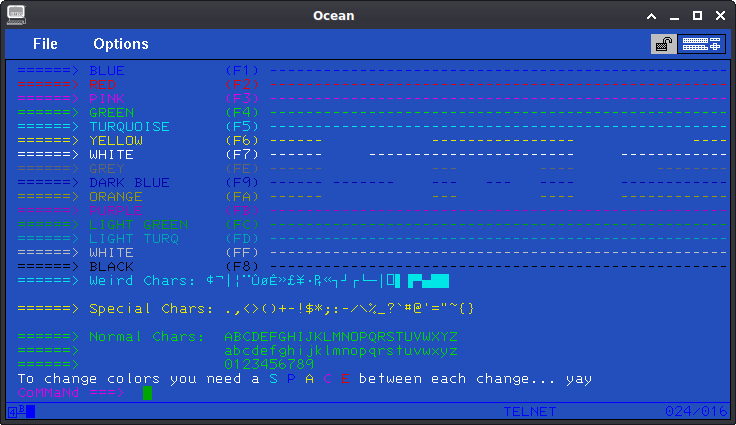 Ocean
File Options
======> BLUE (F1) ----------------------------------------------------------
======> RED (F2) ----------------------------------------------------------
======> PINK (F3) ----------------------------------------------------------
======> GREEN (F4) ----------------------------------------------------------
======> TURQUOISE (F5) ----------------------------------------------------------
======> YELLOW (F6) ------ ---------------- ----
======> WHITE (F7) ------ ---------------- ------------
======> GREY (FE) --- ---- ----------
======> DARK BLUE (F9) ------ ------- --- --- ---- ------------
======> ORANGE (FA) ------ --- --- ---- ------------
======> PURPLE (FB) ----------------------------------------------------------
======> LIGHT GREEN (FC) ----------------------------------------------------------
======> LIGHT TURQ (FD) ----------------------------------------------------------
======> WHITE (FF) ----------------------------------------------------------
======> BLACK (F8) ----------------------------------------------------------
======> Weird Chars:
======> Special Chars: .,<>()+-!$*;:-/\%_?`#@'="~{}
======> Normal Chars: ABCDEFGHIJKLMNOPQRSTUVWXYZ
======> abcdefghijklmnopqrstuvwxyz
======> 0123456789
To change colors you need a S P A C E between each change... yay
CoMMaNd ===>
4 B TELNET 024/016